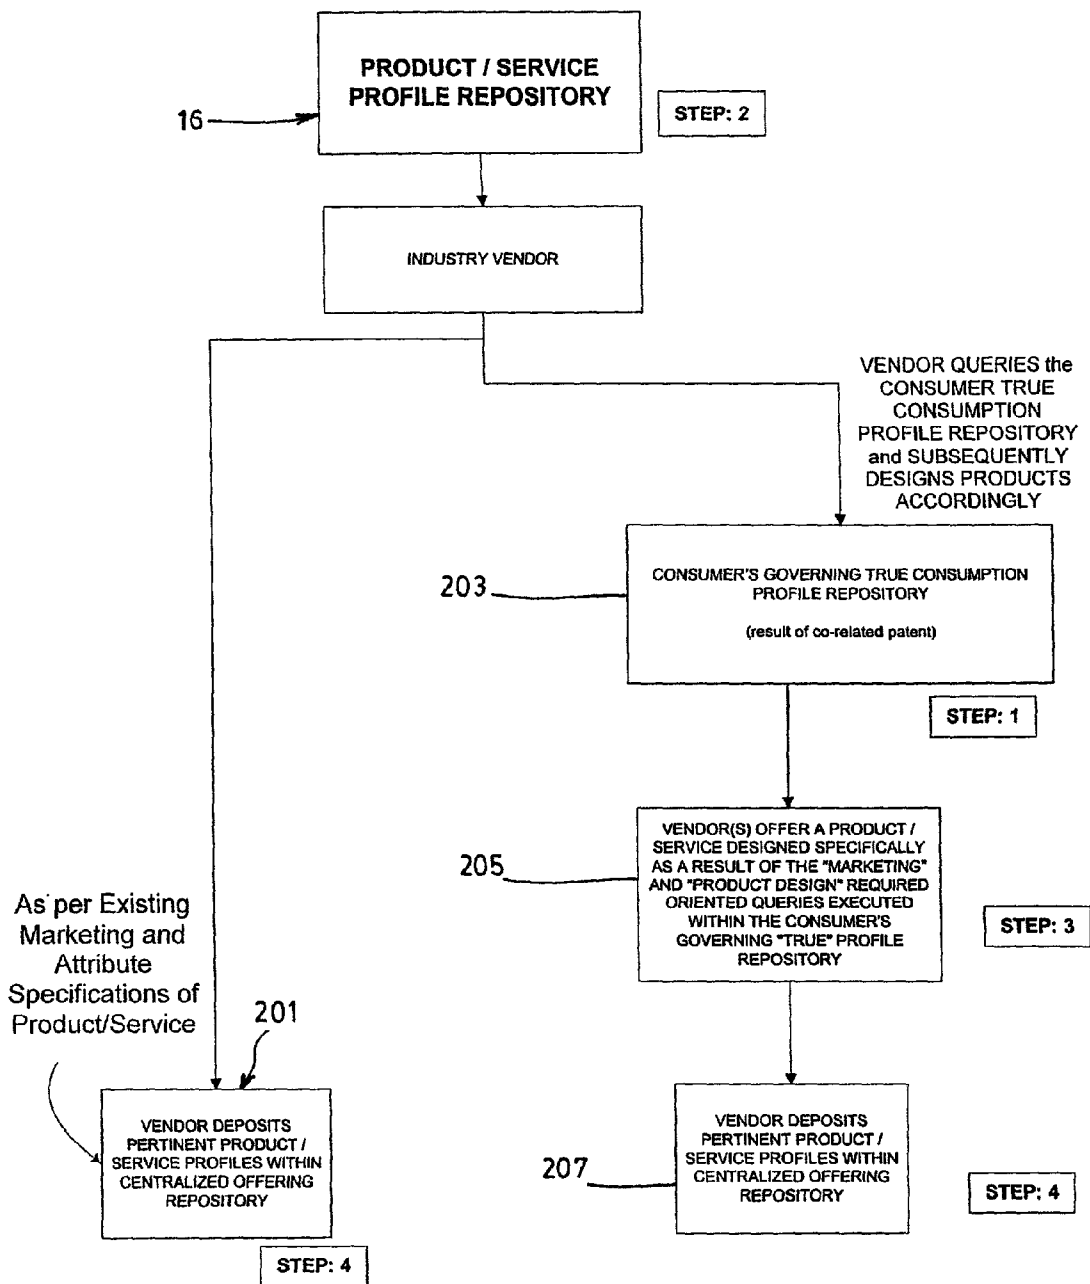 PRODUCT / SERVICE
PROFILE REPOSITORY
16
STEP: 2
INDUSTRY VENDOR
VENDOR QUERIES the
CONSUMER TRUE
CONSUMPTION
PROFILE REPOSITORY
and SUBSEQUENTLY
DESIGNS PRODUCTS
ACCORDINGLY
203
CONSUMER'S GOVERNING TRUE CONSUMPTION
PROFILE REPOSITORY
(result of co-related patent)
STEP: 1
205
VENDOR(S) OFFER A PRODUCT /
SERVICE DESIGNED SPECIFICALLY
AS A RESULT OF THE "MARKETING"
AND "PRODUCT DESIGN" REQUIRED
ORIENTED QUERIES EXECUTED
WITHIN THE CONSUMER'S
GOVERNING "TRUE" PROFILE
REPOSITORY
STEP: 3
As per Existing
Marketing and
Attribute
Specifications of
Product/Service
201
VENDOR DEPOSITS
PERTINENT PRODUCT /
SERVICE PROFILES WITHIN
CENTRALIZED OFFERING
REPOSITORY
STEP: 4
207
VENDOR DEPOSITS
PERTINENT PRODUCT /
SERVICE PROFILES WITHIN
CENTRALIZED OFFERING
REPOSITORY
STEP: 4